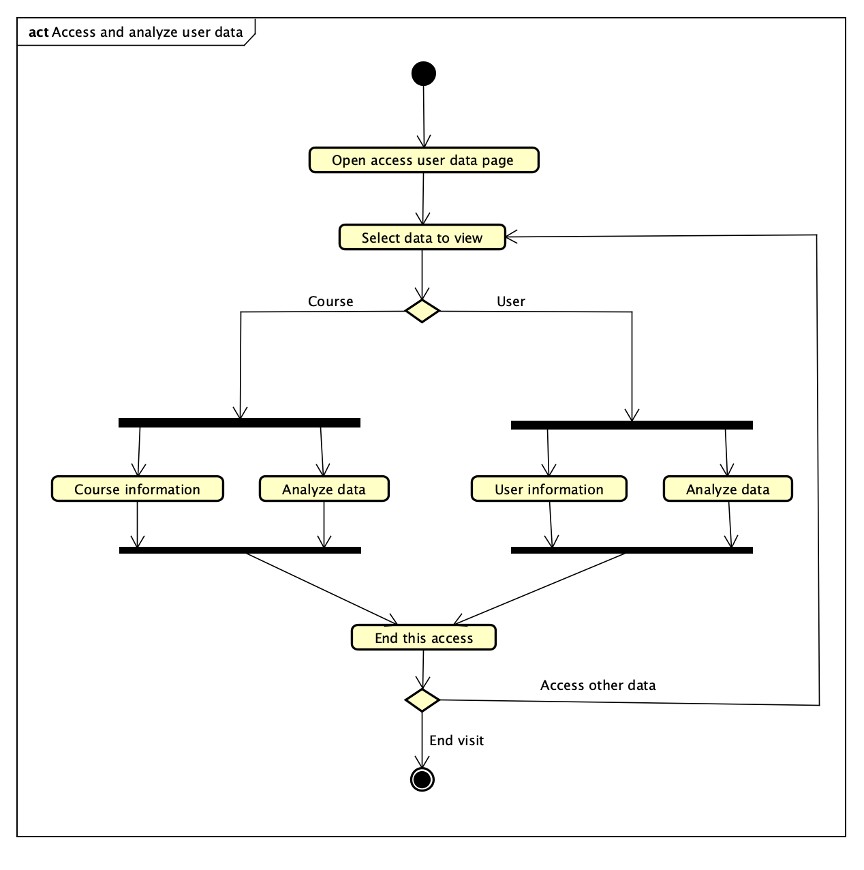 act Access and analyze user data
Open access user data page
Select data to view
Course
User
Course information
Analyze data
User information
Analyze data
End this access
Access other data
End visit